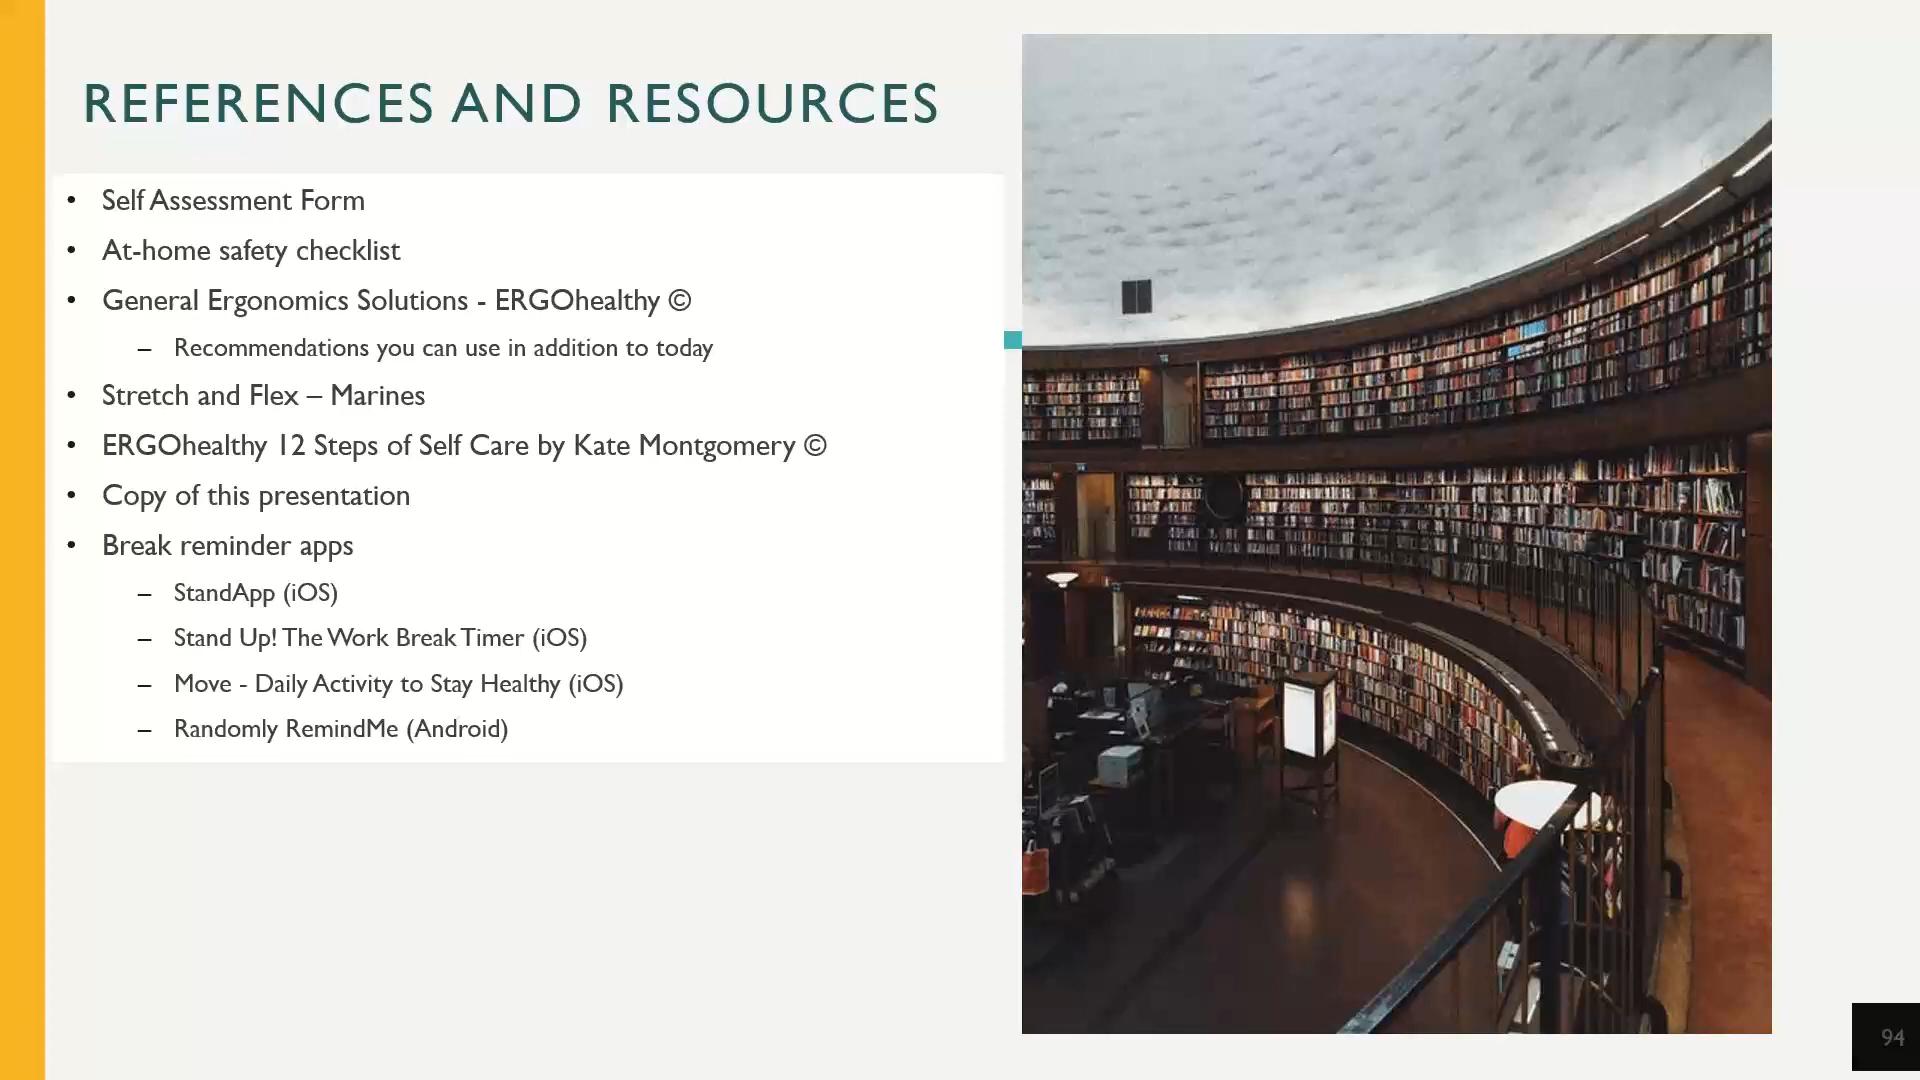 REFERENCES AND RESOURCES
• Self Assessment Form
• At-home safety checklist
• General Ergonomics Solutions - ERGOhealthy ©
– Recommendations you can use in addition to today
• Stretch and Flex – Marines
• ERGOhealthy 12 Steps of Self Care by Kate Montgomery ©
• Copy of this presentation
• Break reminder apps
– StandApp (iOS)
– Stand Up! The Work Break Timer (iOS)
– Move - Daily Activity to Stay Healthy (iOS)
– Randomly RemindMe (Android)
94